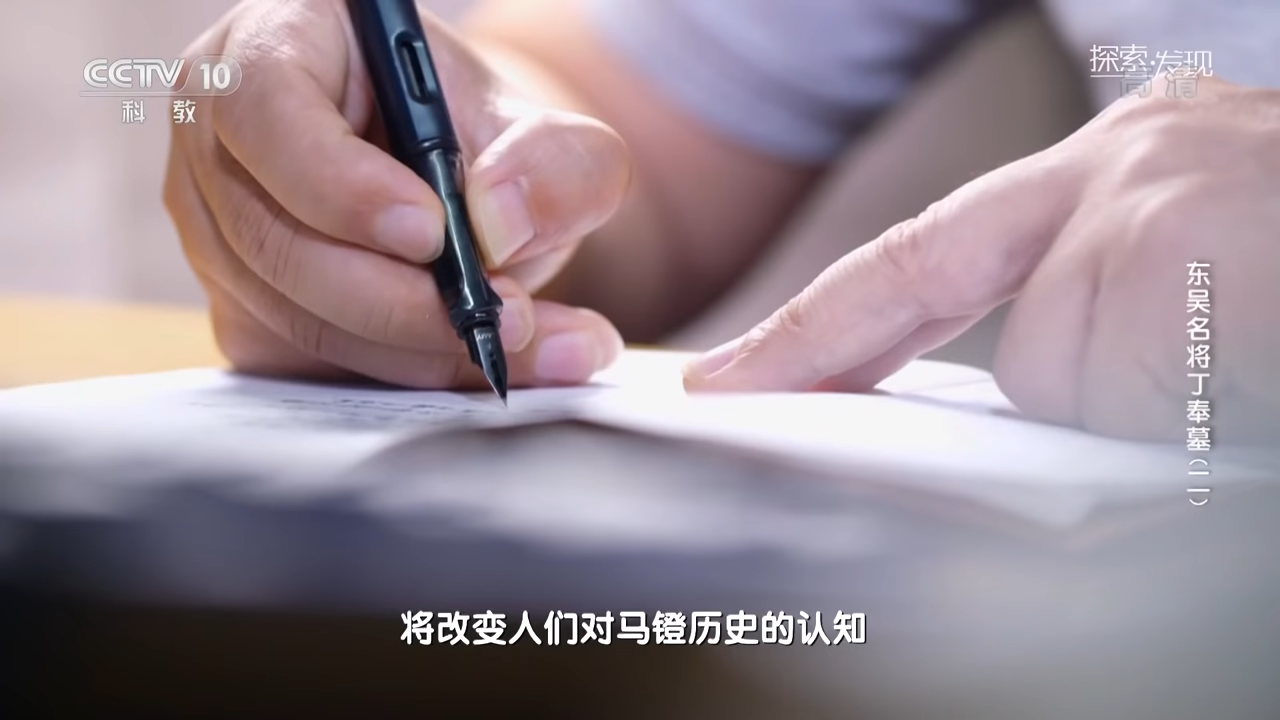 CCTV 10
科教
探索·发现
高清
东吴名将丁奉墓(二)
将改变人们对马镫历史的认知